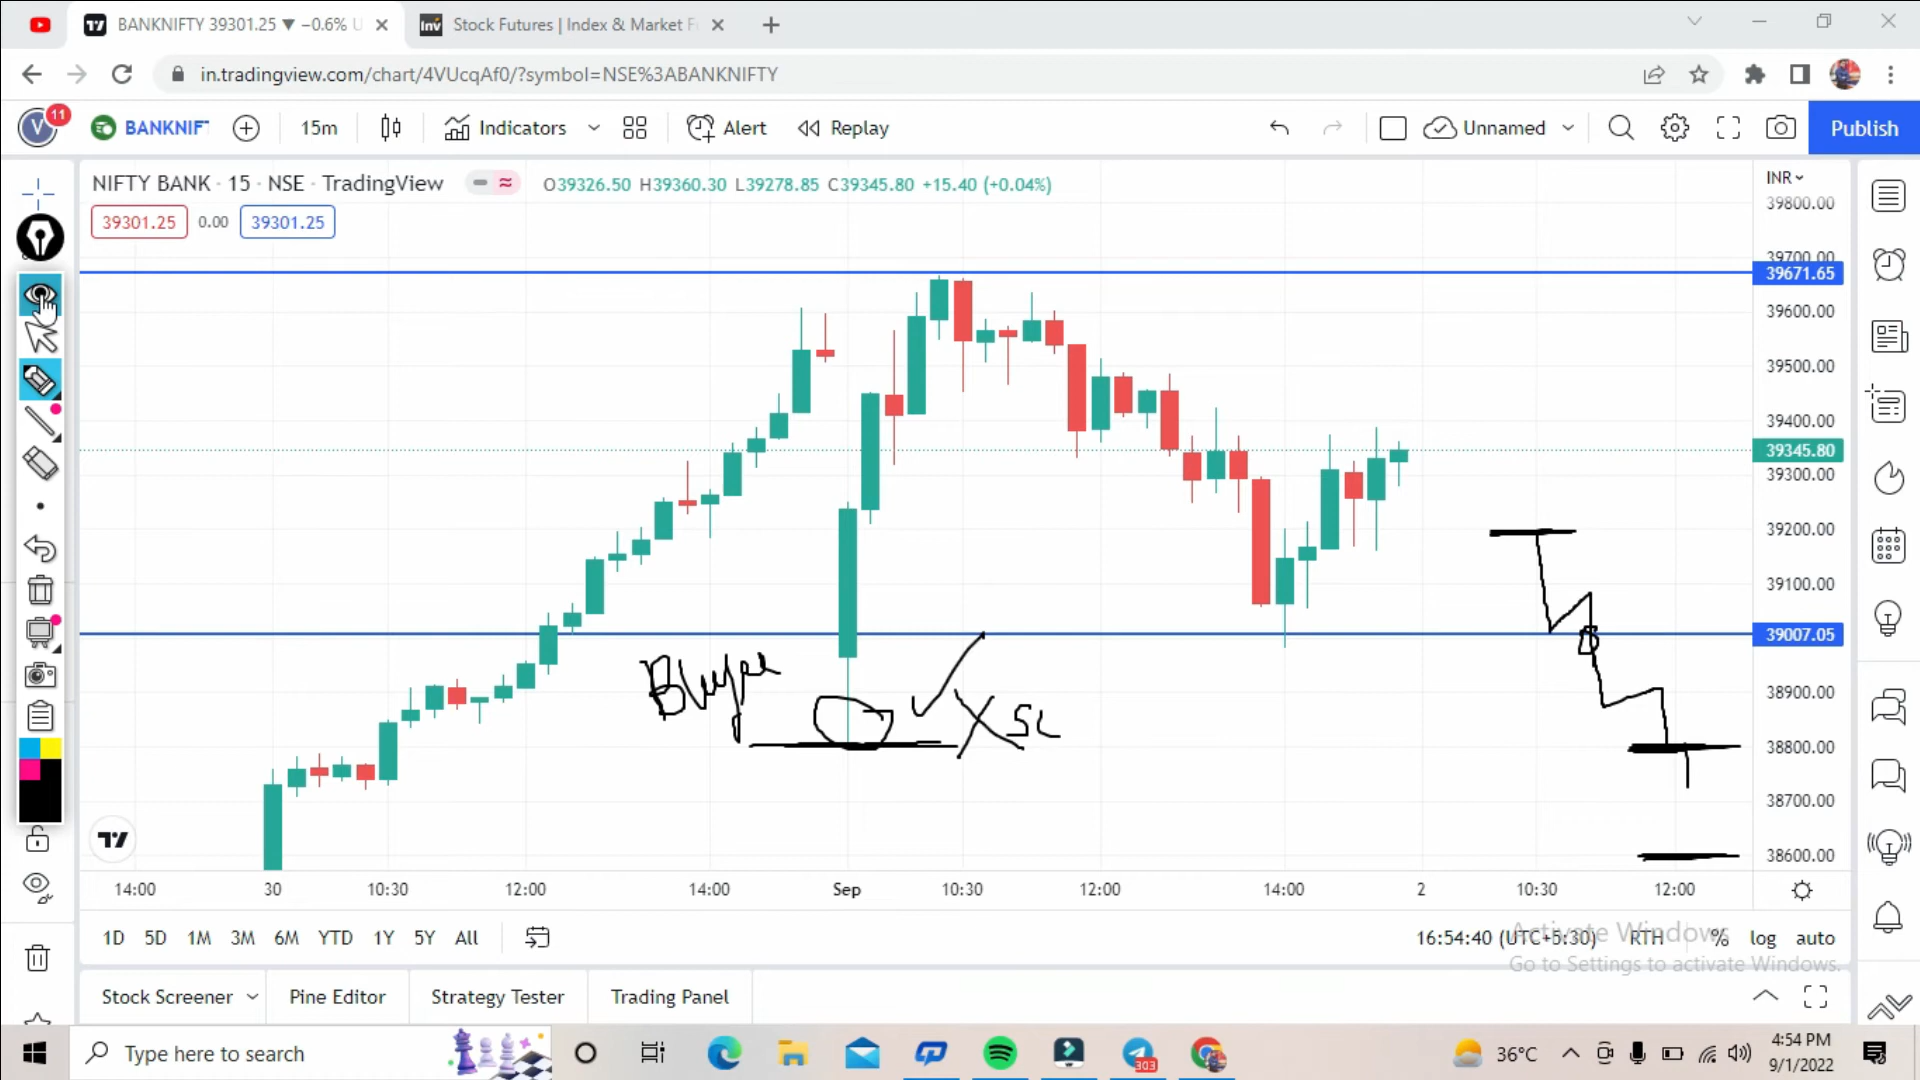 BANKNIFTY 39301.25 ▼ −0.6% U
Stock Futures | Index & Market F
in.tradingview.com/chart/4VUcqAf0/?symbol=NSE%3ABANKNIFTY
V 11 BANKNIF 15m Indicators Alert Replay Unnamed Publish
NIFTY BANK · 15 · NSE · TradingView O39326.50 H39360.30 L39278.85 C39345.80 +15.40 (+0.04%)
INR
39301.25 0.00 39301.25
39800.00
39700.00
39671.65
39600.00
39500.00
39400.00
39345.80
39300.00
39200.00
39100.00
39007.05
38900.00
SL
38800.00
38700.00
38600.00
14:00 30 10:30 12:00 14:00 Sep 10:30 12:00 14:00 2 10:30 12:00
1D 5D 1M 3M 6M YTD 1Y 5Y All 16:54:40 (UTC+5:30) RTH % log auto
Activate Windows
Go to Settings to activate Windows.
Stock Screener Pine Editor Strategy Tester Trading Panel
Type here to search 303 36°C 4:54 PM
9/1/2022